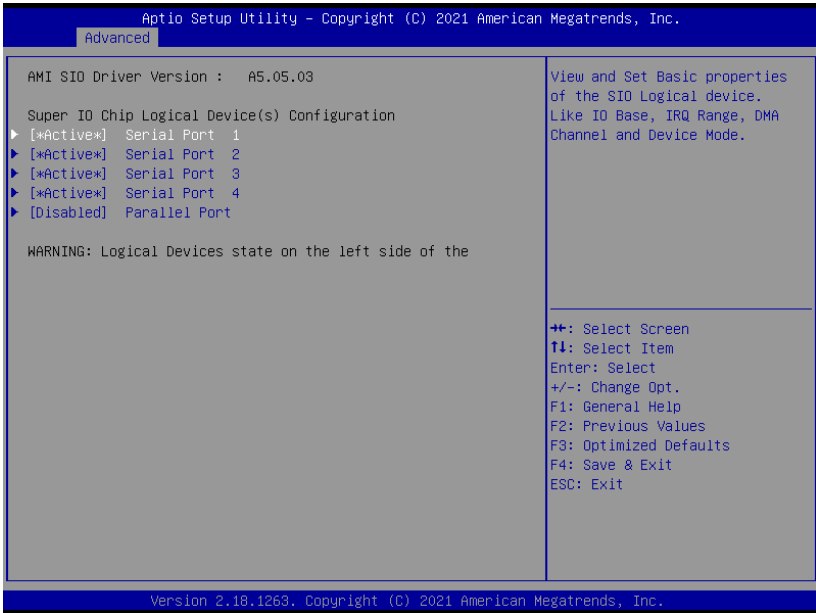 Aptio Setup Utility – Copyright (C) 2021 American Megatrends, Inc.
Advanced
AMI SIO Driver Version :   A5.05.03
Super IO Chip Logical Device(s) Configuration
[*Active*]  Serial Port  1
[*Active*]  Serial Port  2
[*Active*]  Serial Port  3
[*Active*]  Serial Port  4
[Disabled]  Parallel Port
WARNING: Logical Devices state on the left side of the
View and Set Basic properties
of the SIO Logical device.
Like IO Base, IRQ Range, DMA
Channel and Device Mode.
→←: Select Screen
↑↓: Select Item
Enter: Select
+/-: Change Opt.
F1: General Help
F2: Previous Values
F3: Optimized Defaults
F4: Save & Exit
ESC: Exit
Version 2.18.1263. Copyright (C) 2021 American Megatrends, Inc.